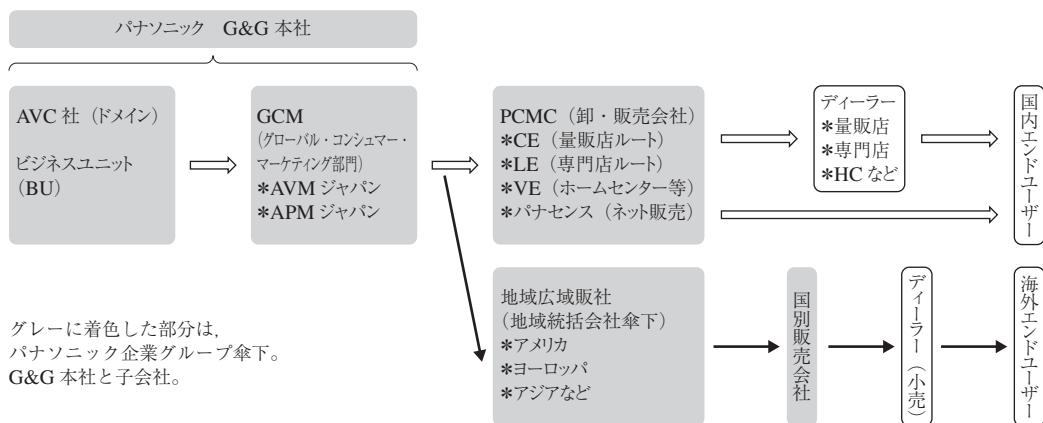 パナソニック　G&G 本社
AVC 社（ドメイン）
ビジネスユニット
（BU）
GCM
（グローバル・コンシュマー・
マーケティング部門）
＊AVM ジャパン
＊APM ジャパン
PCMC（卸・販売会社）
＊CE（量販店ルート）
＊LE（専門店ルート）
＊VE（ホームセンター等）
＊パナセンス（ネット販売）
ディーラー
＊量販店
＊専門店
＊HC など
国内エンドユーザー
地域広域販社
（地域統括会社傘下）
＊アメリカ
＊ヨーロッパ
＊アジアなど
国別販売会社
ディーラー（小売）
海外エンドユーザー
グレーに着色した部分は，
パナソニック企業グループ傘下。
G&G 本社と子会社。